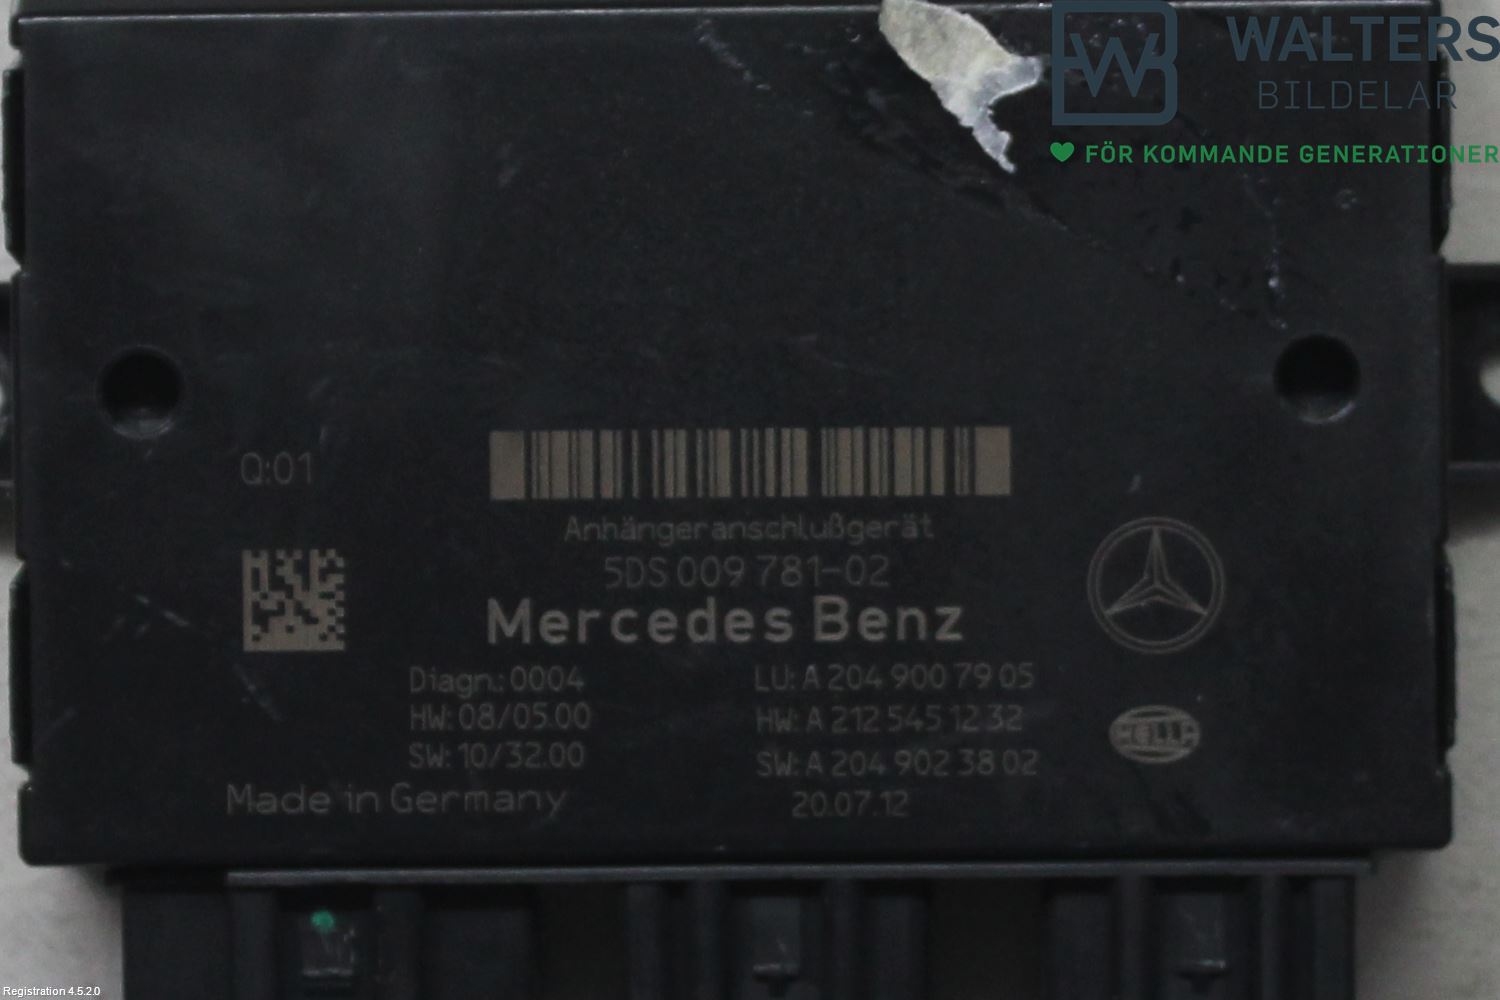 WALTERS
BILDELAR
FÖR KOMMANDE GENERATIONER
Q:01
Anhängeranschlußgerät
5DS 009 781-02
Mercedes Benz
Diagn.: 0004
LU: A 204 900 79 05
HW: 08/05.00
HW: A 212 545 12 32
HELLA
SW: 10/32.00
SW: A 204 902 38 02
Made in Germany
20.07.12
Registration 4.5.2.0